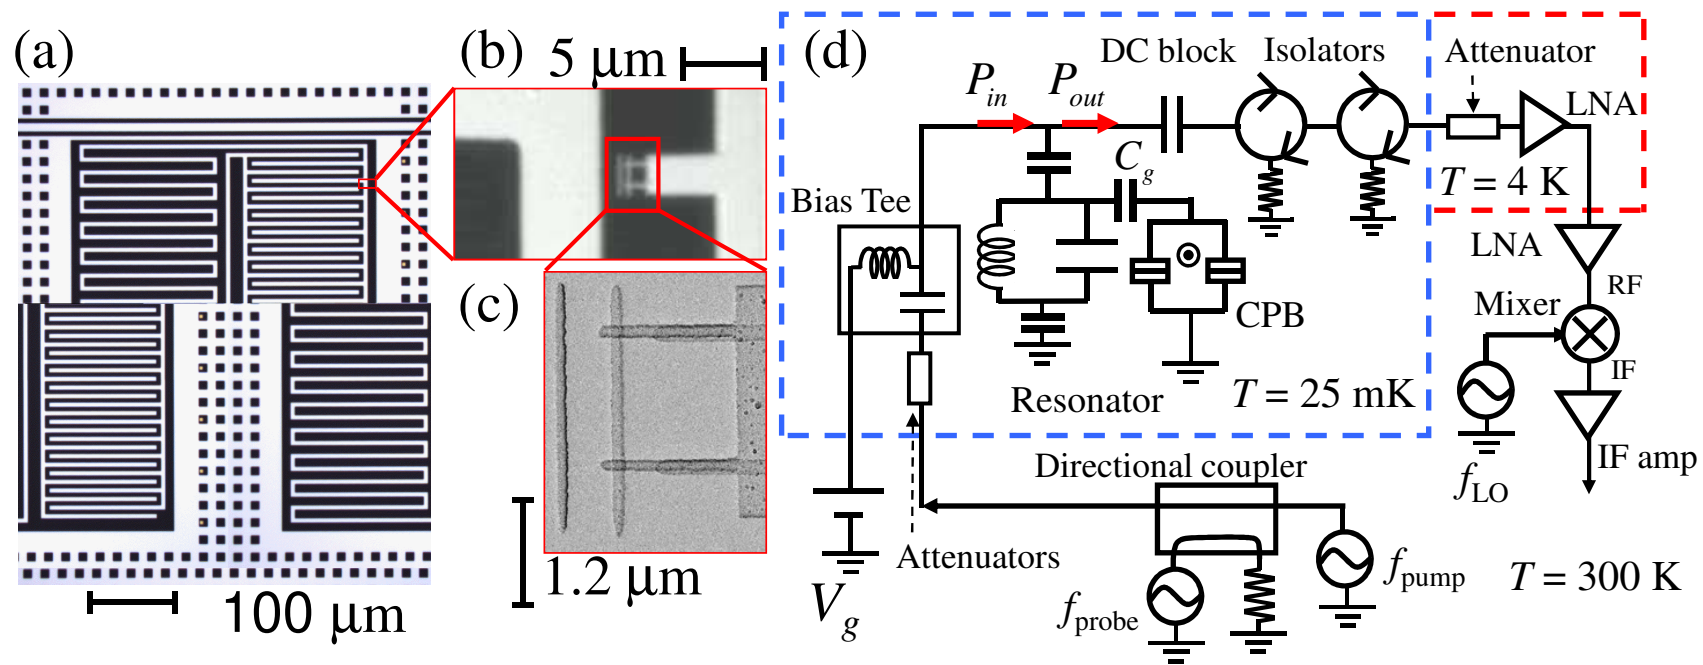 (a)
100 μm
(b)
5 μm
(c)
1.2 μm
(d)
P_in
P_out
DC block
Isolators
Attenuator
LNA
T = 4 K
C_g
Bias Tee
LNA
RF
Mixer
IF
CPB
Resonator
T = 25 mK
f_LO
IF amp
Directional coupler
Attenuators
V_g
f_probe
f_pump
T = 300 K